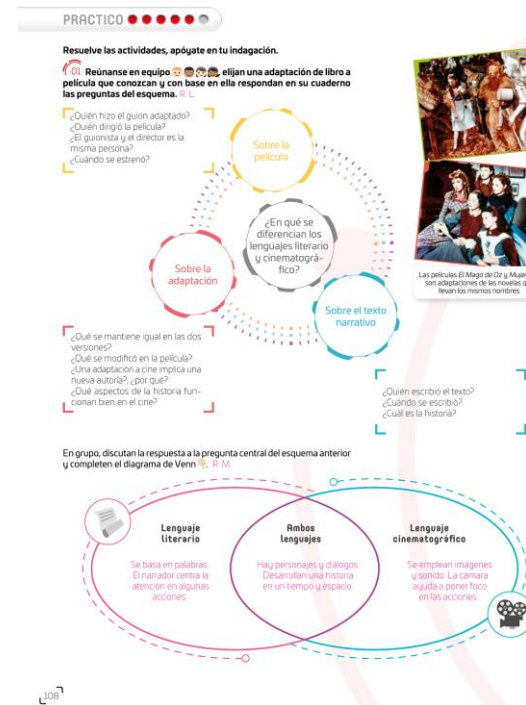 PRACTICO
Resuelve las actividades, apóyate en tu indagación.
01 Reúnanse en equipo, elijan una adaptación de libro a
película que conozcan y con base en ella respondan en su cuaderno
las preguntas del esquema. R. L.
¿Quién hizo el guion adaptado?
¿Quién dirigió la película?
¿El guionista y el director es la
misma persona?
¿Cuándo se estrenó?
Sobre la
película
¿En qué se
diferencian los
lenguajes literario
y cinematográ-
fico?
Sobre la
adaptación
Sobre el texto
narrativo
Las películas El Mago de Oz y Mujer
son adaptaciones de las novelas q
llevan los mismos nombres.
¿Qué se mantiene igual en las dos
versiones?
¿Qué se modificó en la película?
¿Una adaptación a cine implica una
nueva autoría?, ¿por qué?
¿Qué aspectos de la historia fun-
cionan bien en el cine?
¿Quién escribió el texto?
¿Cuándo se escribió?
¿Cuál es la historia?
En grupo, discutan la respuesta a la pregunta central del esquema anterior
y completen el diagrama de Venn. R. M.
Lenguaje
literario
Se basa en palabras.
El narrador centra la
atención en algunas
acciones.
Ambos
lenguajes
Hay personajes y diálogos.
Desarrollan una historia
en un tiempo y espacio.
Lenguaje
cinematográfico
Se emplean imágenes
y sonido. La cámara
ayuda a poner foco
en las acciones.
108